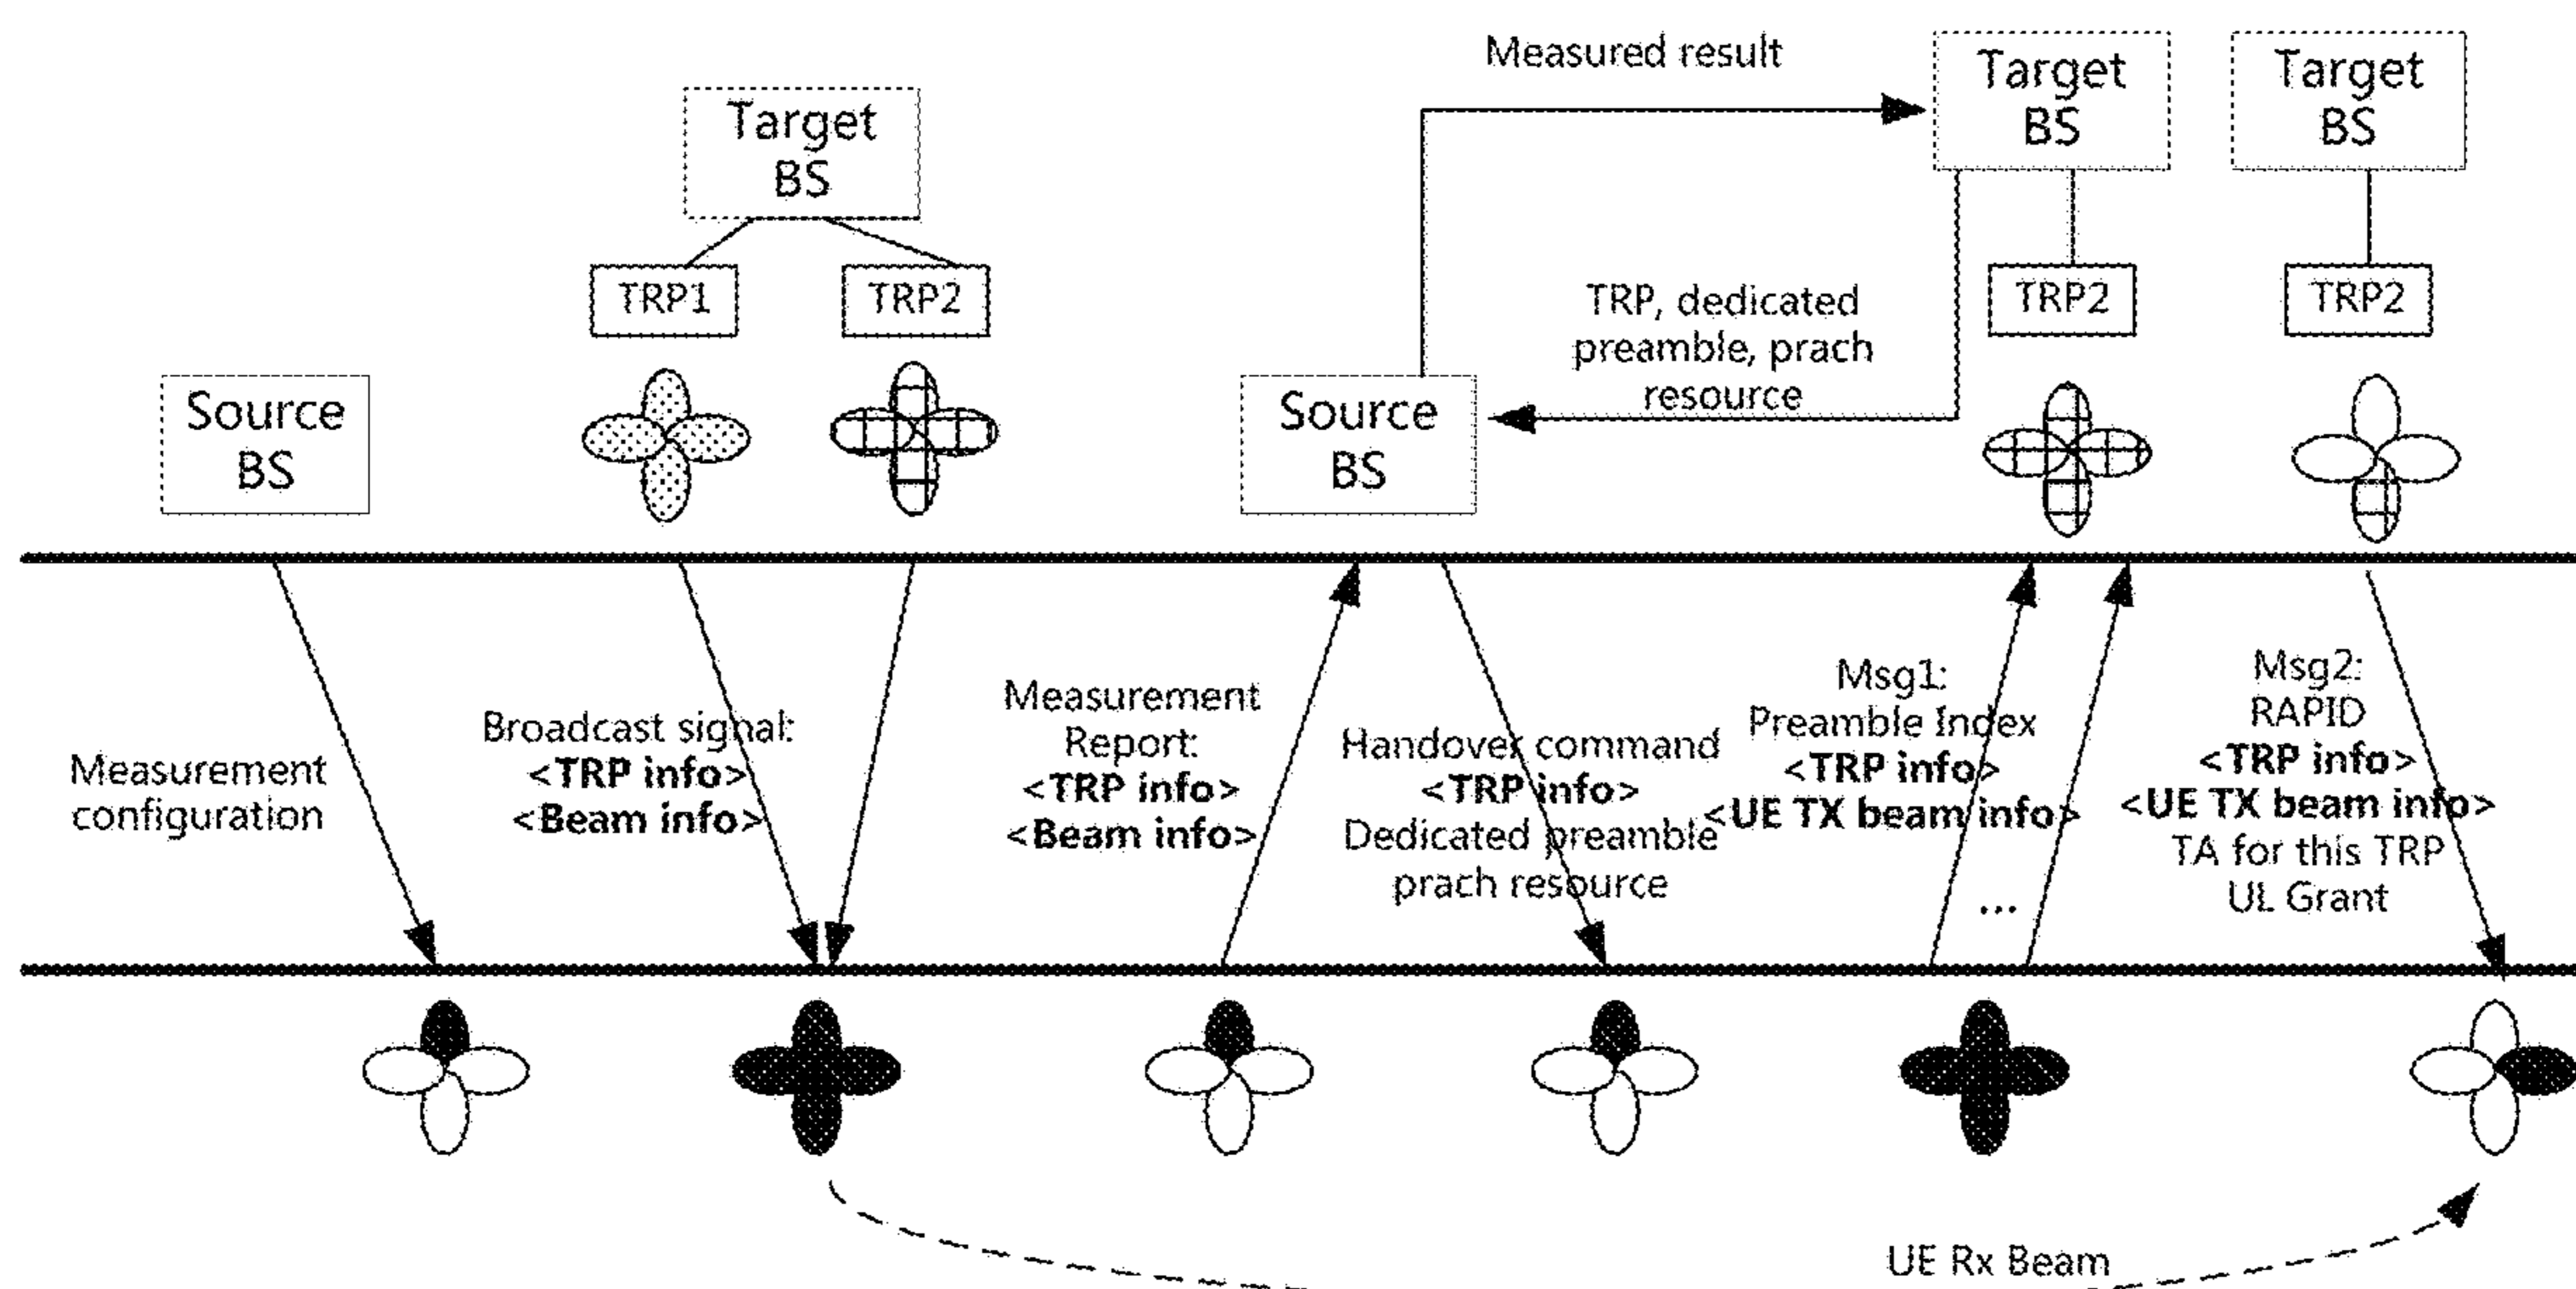 Measured result
Target
BS
Target
BS
Target
BS
TRP1
TRP2
TRP2
TRP2
TRP, dedicated
preamble, prach
resource
Source
BS
Source
BS
Measurement
configuration
Broadcast signal:
<TRP info>
<Beam info>
Measurement
Report:
<TRP info>
<Beam info>
Handover command
<TRP info>
Dedicated preamble
prach resource
Msg1:
Preamble Index
<TRP info>
<UE TX beam info>
...
Msg2:
RAPID
<TRP info>
<UE TX beam info>
TA for this TRP
UL Grant
UE Rx Beam